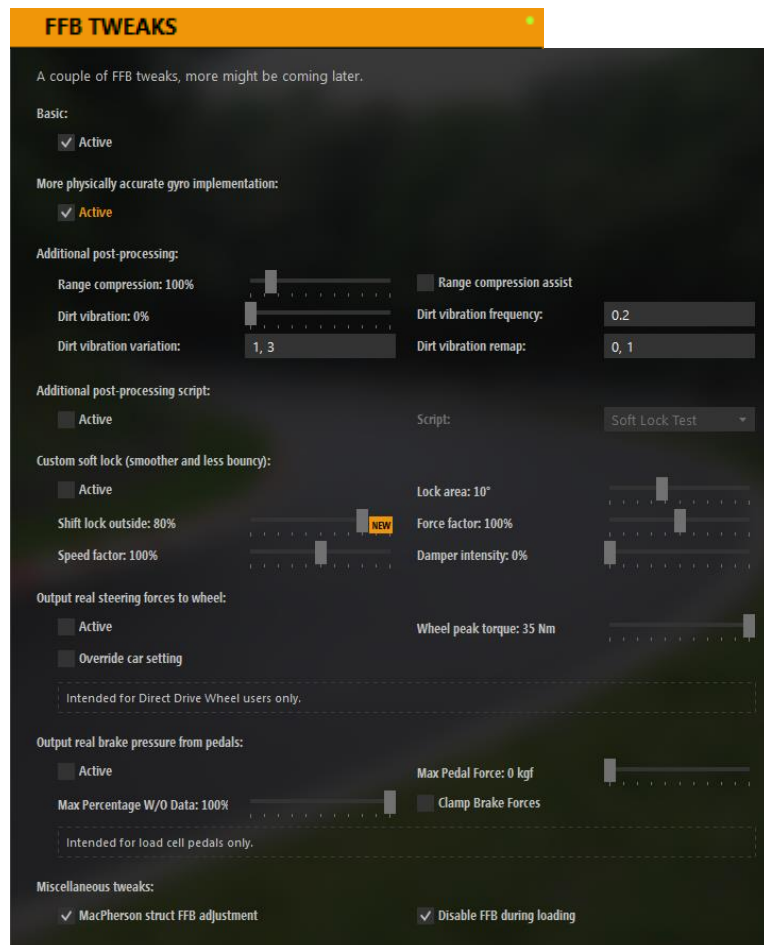 FFB TWEAKS
A couple of FFB tweaks, more might be coming later.
Basic:
Active
More physically accurate gyro implementation:
Active
Additional post-processing:
Range compression: 100%
Range compression assist
Dirt vibration: 0%
Dirt vibration frequency:
0.2
Dirt vibration variation:
1, 3
Dirt vibration remap:
0, 1
Additional post-processing script:
Active
Script:
Soft Lock Test
Custom soft lock (smoother and less bouncy):
Active
Lock area: 10°
Shift lock outside: 80%
NEW
Force factor: 100%
Speed factor: 100%
Damper intensity: 0%
Output real steering forces to wheel:
Active
Wheel peak torque: 35 Nm
Override car setting
Intended for Direct Drive Wheel users only.
Output real brake pressure from pedals:
Active
Max Pedal Force: 0 kgf
Max Percentage W/O Data: 100%
Clamp Brake Forces
Intended for load cell pedals only.
Miscellaneous tweaks:
MacPherson struct FFB adjustment
Disable FFB during loading